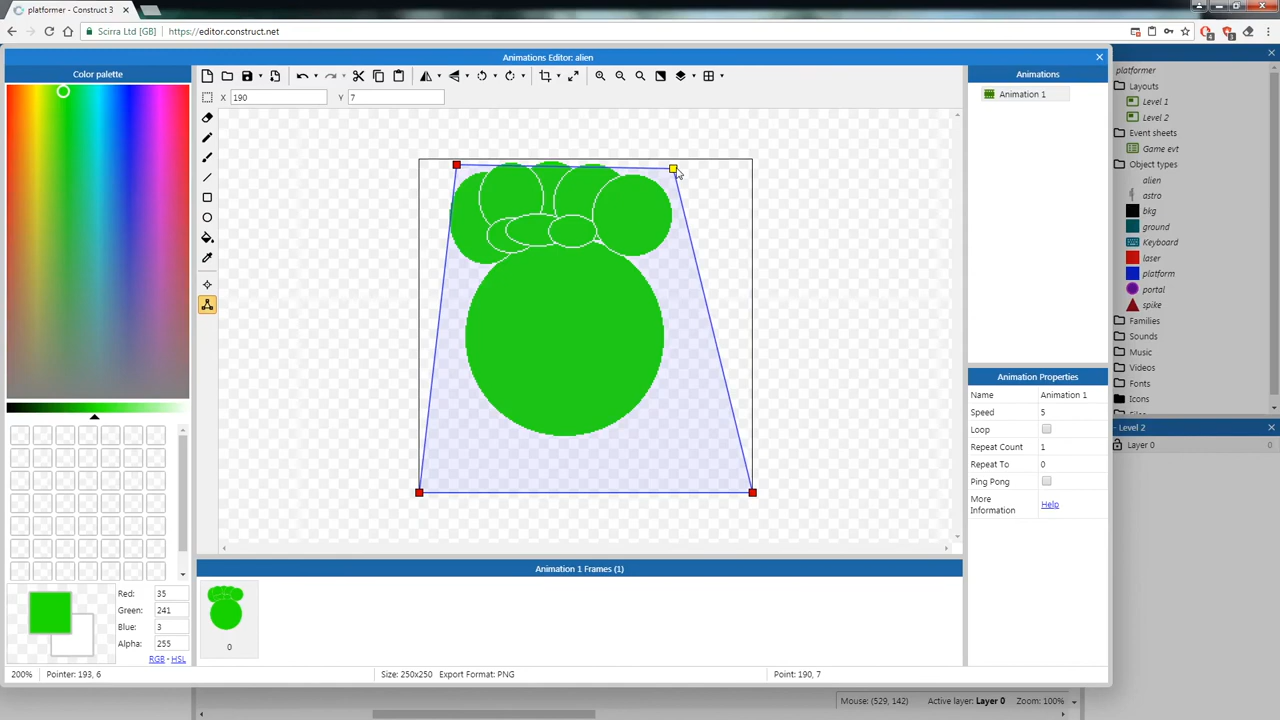 platformer - Construct 3
Scirra Ltd [GB]
https://editor.construct.net
Animations Editor: alien
Color palette
X
190
Y
7
Animations
Animation 1
platformer
Layouts
Level 1
Level 2
Event sheets
Game evt
Object types
alien
astro
bkg
ground
Keyboard
laser
platform
portal
spike
Families
Sounds
Music
Videos
Fonts
Icons
Animation Properties
Name
Animation 1
Speed
5
Loop
Repeat Count
1
Repeat To
0
Ping Pong
More
Information
Help
- Level 2
Layer 0
0
Animation 1 Frames (1)
0
Red:
35
Green:
241
Blue:
3
Alpha:
255
RGB - HSL
200%
Pointer: 193, 6
Size: 250x250
Export Format: PNG
Point: 190, 7
Mouse: (529, 142)
Active layer: Layer 0
Zoom: 100%